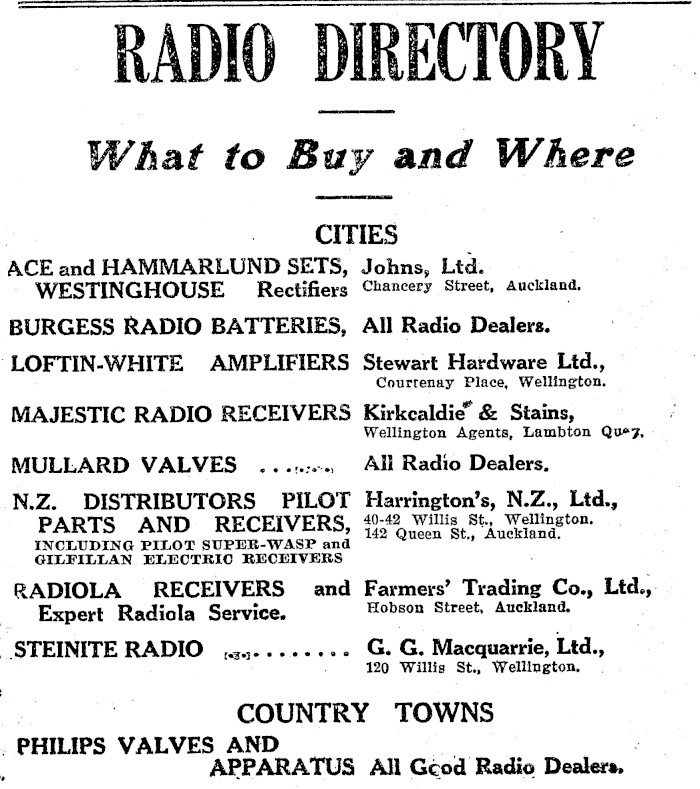 RADIO DIRECTORY
What to Buy and Where
CITIES
ACE and HAMMARLUND SETS, Johns, Ltd.
WESTINGHOUSE Rectifiers Chancery Street, Auckland.
BURGESS RADIO BATTERIES, All Radio Dealers.
LOFTIN-WHITE AMPLIFIERS Stewart Hardware Ltd.,
Courtenay Place, Wellington.
MAJESTIC RADIO RECEIVERS Kirkcaldie & Stains,
Wellington Agents, Lambton Quay.
MULLARD VALVES ........ All Radio Dealers.
N.Z. DISTRIBUTORS PILOT Harrington's, N.Z., Ltd.,
PARTS AND RECEIVERS, 40-42 Willis St., Wellington.
142 Queen St., Auckland.
INCLUDING PILOT SUPER-WASP and
GILFILLAN ELECTRIC RECEIVERS
RADIOLA RECEIVERS and Farmers' Trading Co., Ltd.,
Expert Radiola Service. Hobson Street, Auckland.
STEINITE RADIO ............ G. G. Macquarrie, Ltd.,
120 Willis St., Wellington.
COUNTRY TOWNS
PHILIPS VALVES AND
APPARATUS All Good Radio Dealers.